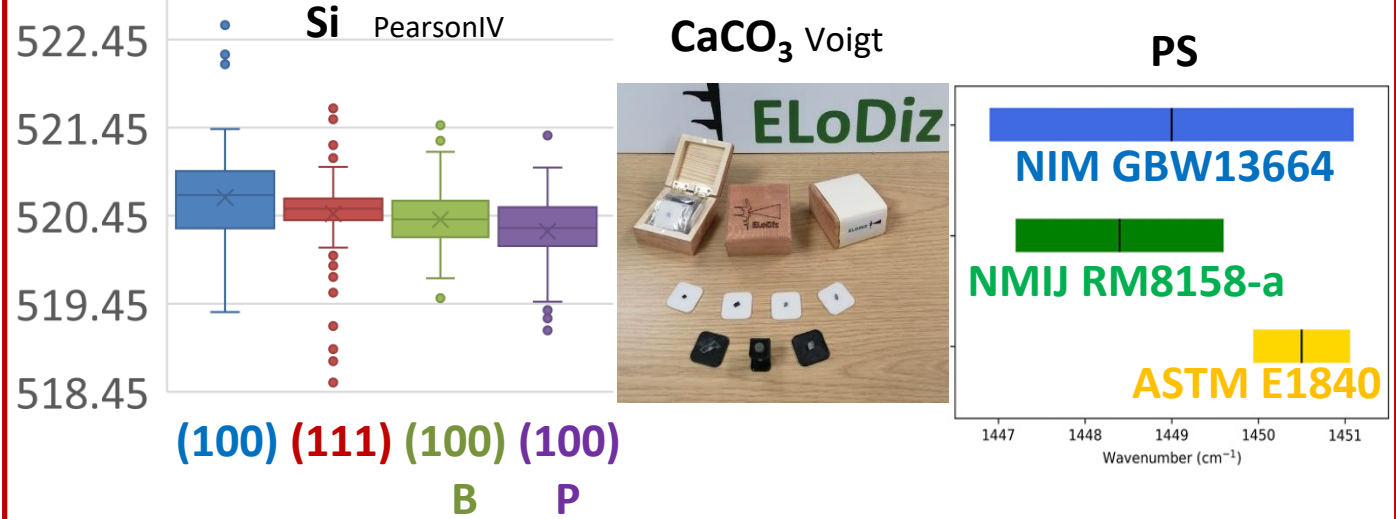 Si PearsonIV
522.45
521.45
520.45
519.45
518.45
(100) (111) (100) (100)
B P
CaCO₃ Voigt
ELoDiz
ELoDiz
PS
NIM GBW13664
NMIJ RM8158-a
ASTM E1840
1447 1448 1449 1450 1451
Wavenumber (cm⁻¹)